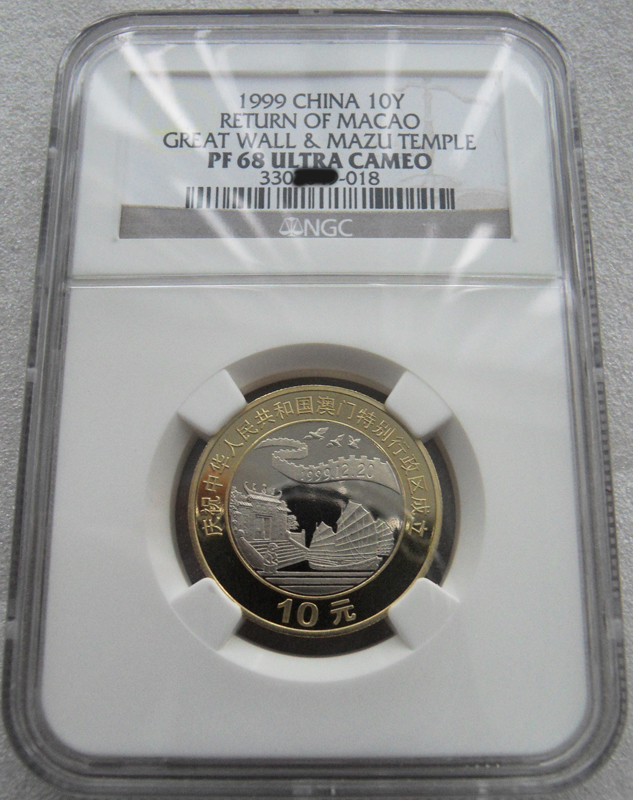 1999 CHINA 10Y
RETURN OF MACAO
GREAT WALL & MAZU TEMPLE
PF 68 ULTRA CAMEO
330 -018
NGC
庆祝中华人民共和国澳门特别行政区成立
1999.12.20
10元